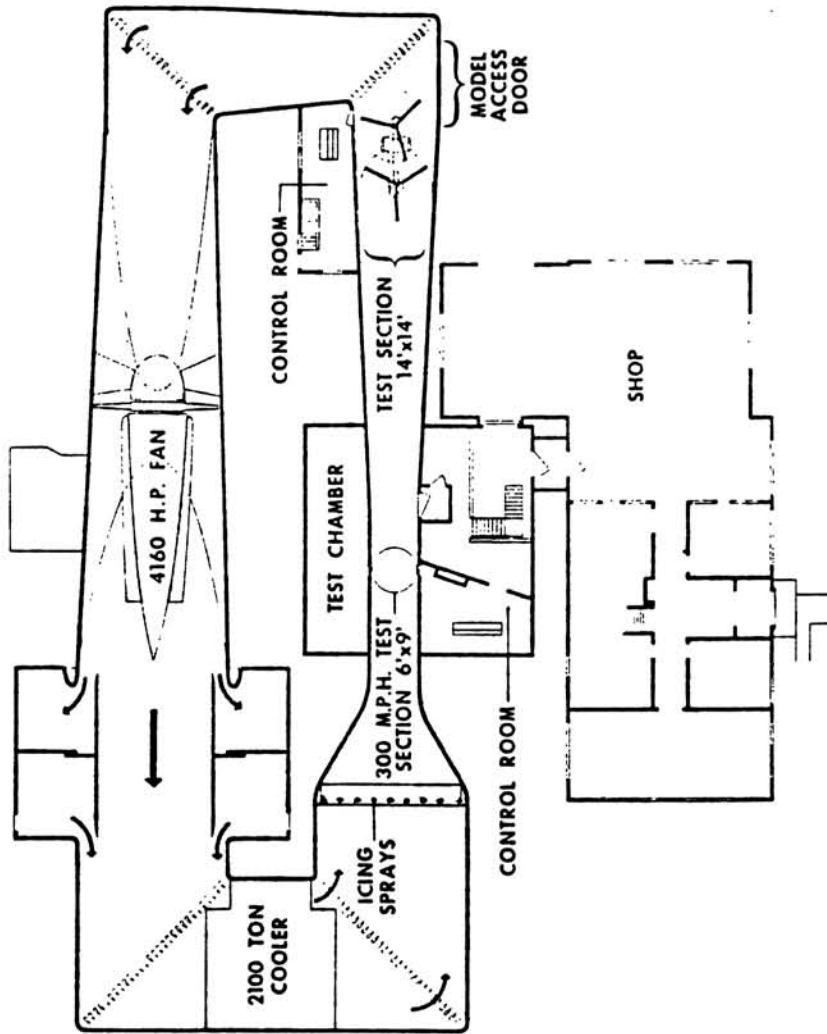 4160 H.P. FAN
CONTROL ROOM
MODEL
ACCESS
DOOR
TEST SECTION
14'x14'
TEST CHAMBER
SHOP
300 M.P.H. TEST
SECTION 6'x9'
CONTROL ROOM
ICING
SPRAYS
2100 TON
COOLER